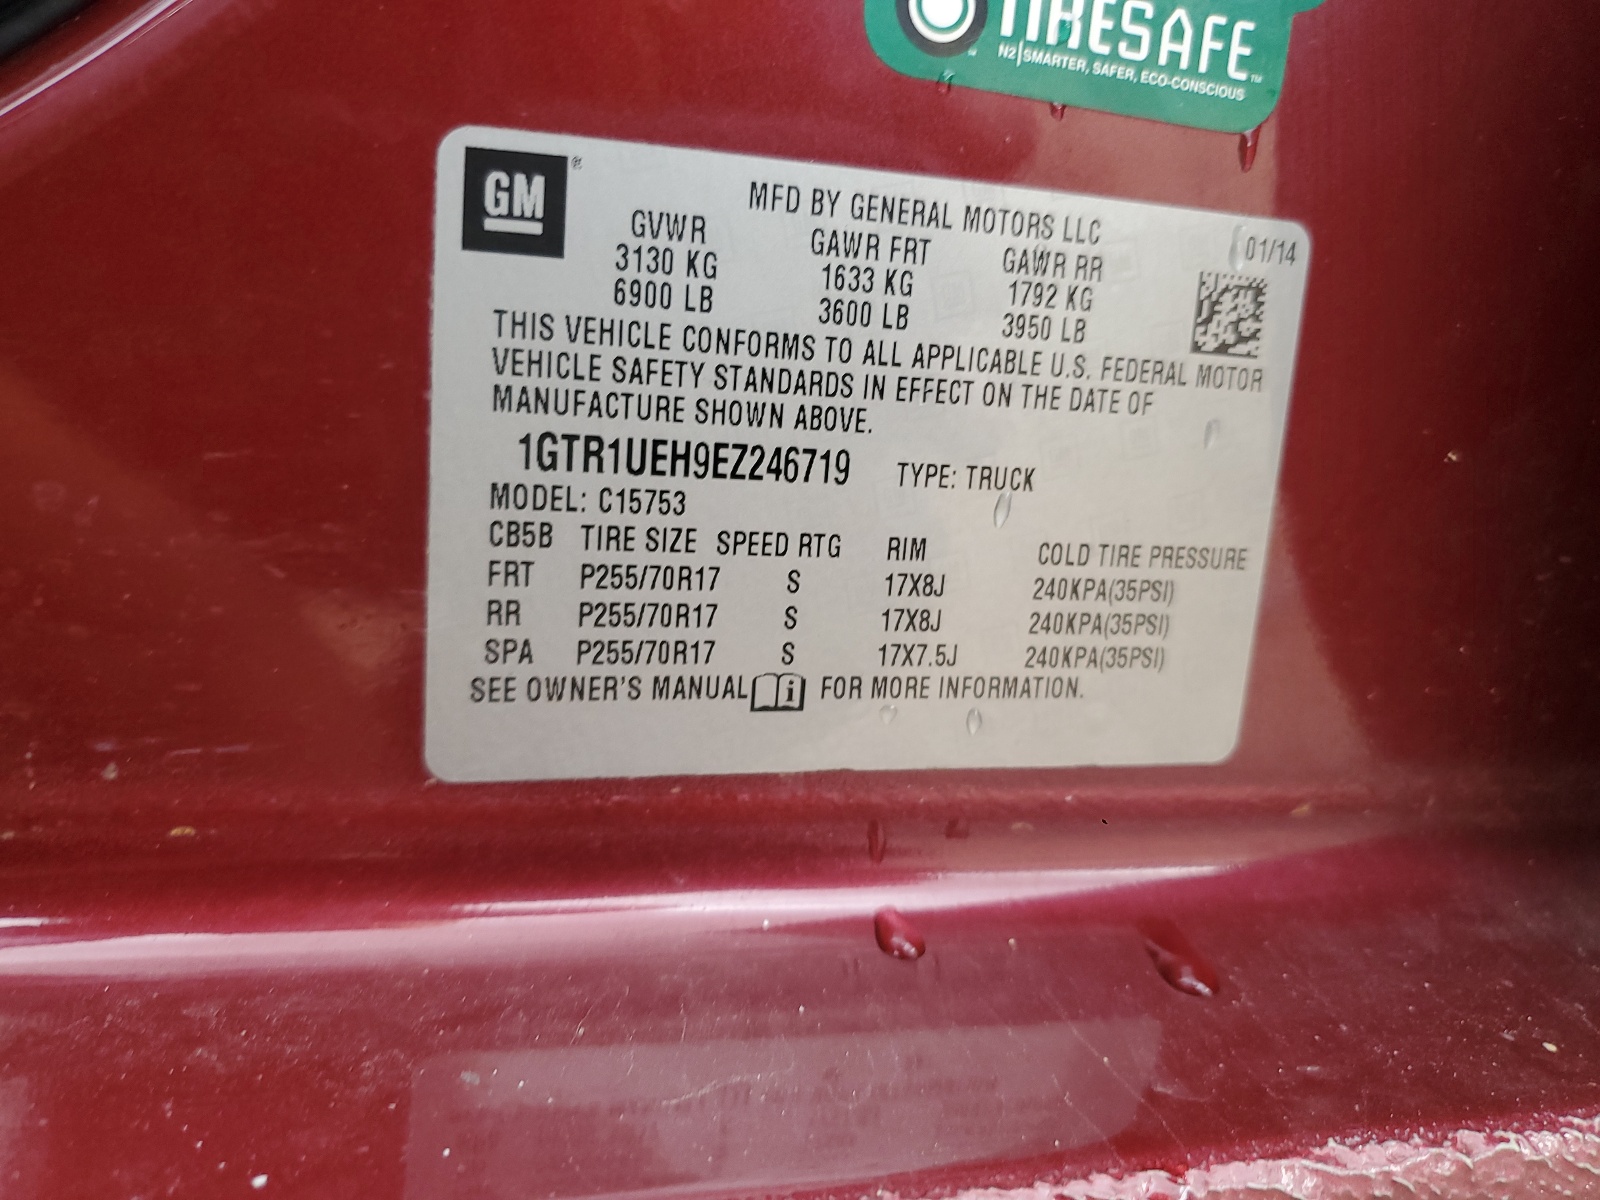 TIRESAFE™
N2|SMARTER, SAFER, ECO-CONSCIOUS
GM®
MFD BY GENERAL MOTORS LLC
01/14
GVWR GAWR FRT GAWR RR
3130 KG 1633 KG 1792 KG
6900 LB 3600 LB 3950 LB
THIS VEHICLE CONFORMS TO ALL APPLICABLE U.S. FEDERAL MOTOR
VEHICLE SAFETY STANDARDS IN EFFECT ON THE DATE OF
MANUFACTURE SHOWN ABOVE.
1GTR1UEH9EZ246719 TYPE: TRUCK
MODEL: C15753
CB5B TIRE SIZE SPEED RTG RIM COLD TIRE PRESSURE
FRT P255/70R17 S 17X8J 240KPA(35PSI)
RR P255/70R17 S 17X8J 240KPA(35PSI)
SPA P255/70R17 S 17X7.5J 240KPA(35PSI)
SEE OWNER'S MANUAL i FOR MORE INFORMATION.